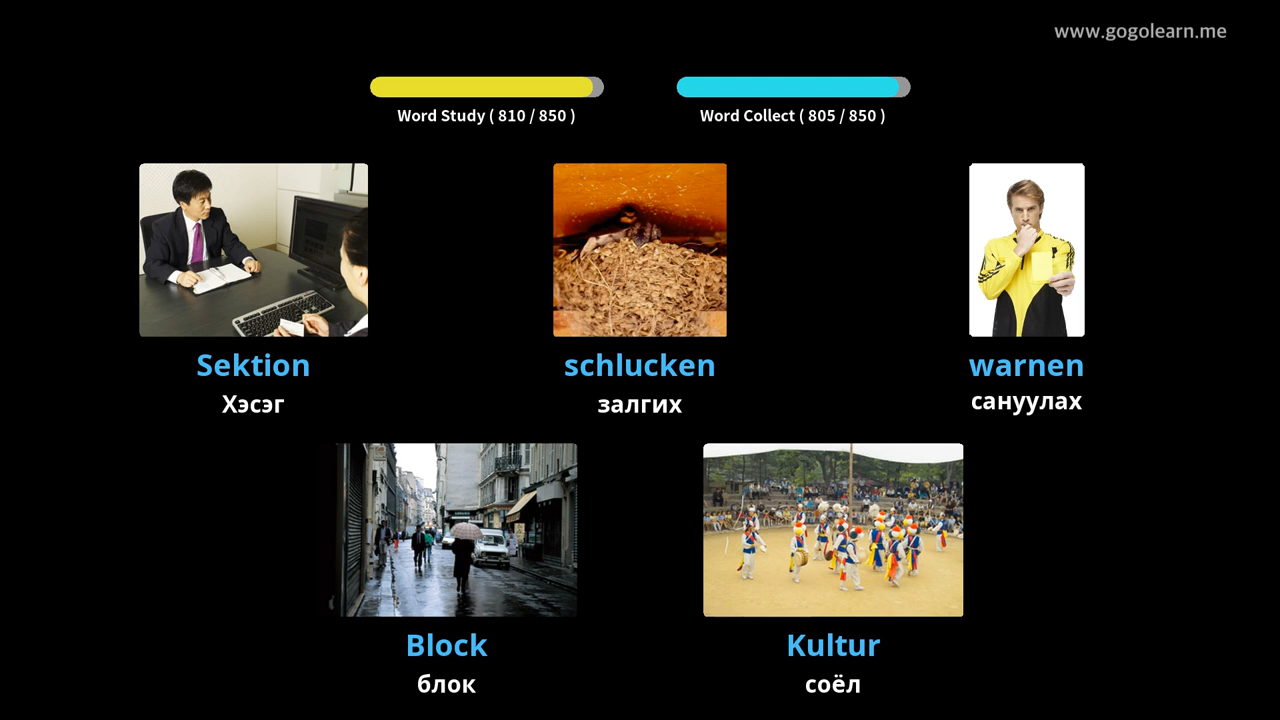 www.gogolearn.me
Word Study ( 810 / 850 )
Word Collect ( 805 / 850 )
Sektion
Хэсэг
schlucken
залгих
warnen
сануулах
Block
блок
Kultur
соёл